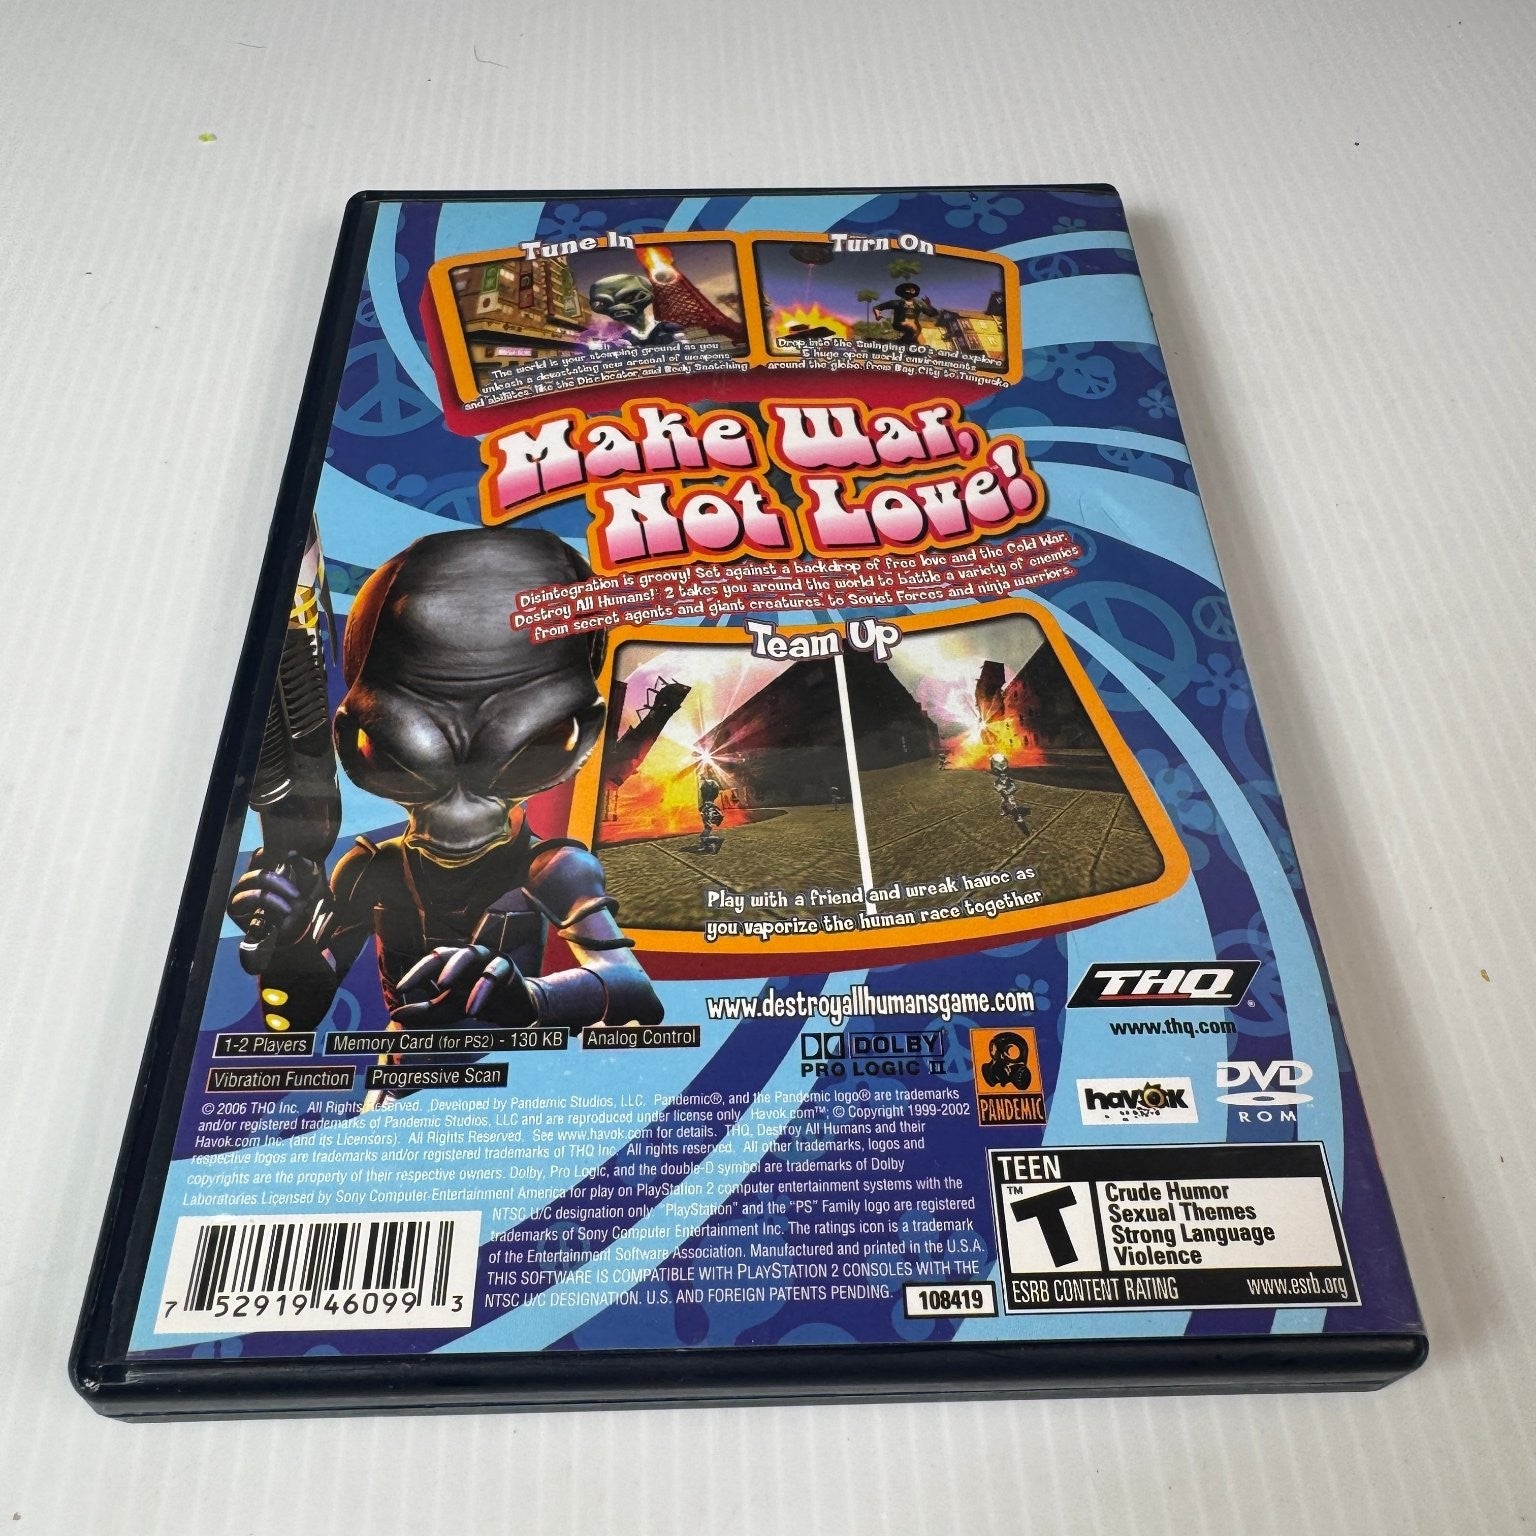 Tune In
Turn On
The world is your stomping ground as you
unleash a devastating new arsenal of weapons
and abilities, like the Dislocator and Body Snatching
Drop into the Swinging 60's and explore
5 huge open world environments
around the globe, from Bay City to Tunguska
Make War,
Not Love!™
Disintegration is groovy! Set against a backdrop of free love and the Cold War,
Destroy All Humans!® 2 takes you around the world to battle a variety of enemies
from secret agents and giant creatures, to Soviet Forces and ninja warriors.
Team Up
Play with a friend and wreak havoc as
you vaporize the human race together
www.destroyallhumansgame.com
THQ®
www.thq.com
1-2 Players
Memory Card (for PS2) - 130 KB
Analog Control
Vibration Function
Progressive Scan
DOLBY
PRO LOGIC II
PANDEMIC
havok
DVD
ROM
© 2006 THQ Inc. All Rights Reserved. Developed by Pandemic Studios, LLC. Pandemic®, and the Pandemic logo® are trademarks
and/or registered trademarks of Pandemic Studios, LLC and are reproduced under license only. Havok.com™; © Copyright 1999-2002
Havok.com Inc. (and its Licensors). All Rights Reserved. See www.havok.com for details. THQ, Destroy All Humans and their
respective logos are trademarks and/or registered trademarks of THQ Inc. All rights reserved. All other trademarks, logos and
copyrights are the property of their respective owners. Dolby, Pro Logic, and the double-D symbol are trademarks of Dolby
Laboratories. Licensed by Sony Computer Entertainment America for play on PlayStation 2 computer entertainment systems with the
NTSC U/C designation only. "PlayStation" and the "PS" Family logo are registered
trademarks of Sony Computer Entertainment Inc. The ratings icon is a trademark
of the Entertainment Software Association. Manufactured and printed in the U.S.A.
THIS SOFTWARE IS COMPATIBLE WITH PLAYSTATION 2 CONSOLES WITH THE
NTSC U/C DESIGNATION. U.S. AND FOREIGN PATENTS PENDING.
108419
7 52919 46099 3
TEEN
T™
Crude Humor
Sexual Themes
Strong Language
Violence
ESRB CONTENT RATING
www.esrb.org